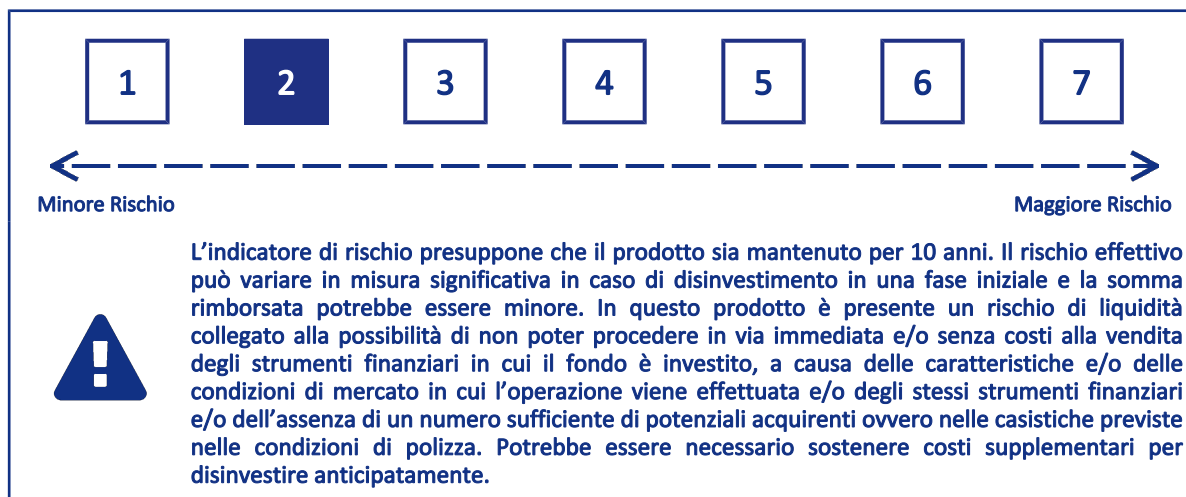 1 2 3 4 5 6 7
Minore Rischio Maggiore Rischio
L’indicatore di rischio presuppone che il prodotto sia mantenuto per 10 anni. Il rischio effettivo
può variare in misura significativa in caso di disinvestimento in una fase iniziale e la somma
rimborsata potrebbe essere minore. In questo prodotto è presente un rischio di liquidità
collegato alla possibilità di non poter procedere in via immediata e/o senza costi alla vendita
degli strumenti finanziari in cui il fondo è investito, a causa delle caratteristiche e/o delle
condizioni di mercato in cui l’operazione viene effettuata e/o degli stessi strumenti finanziari
e/o dell’assenza di un numero sufficiente di potenziali acquirenti ovvero nelle casistiche previste
nelle condizioni di polizza. Potrebbe essere necessario sostenere costi supplementari per
disinvestire anticipatamente.